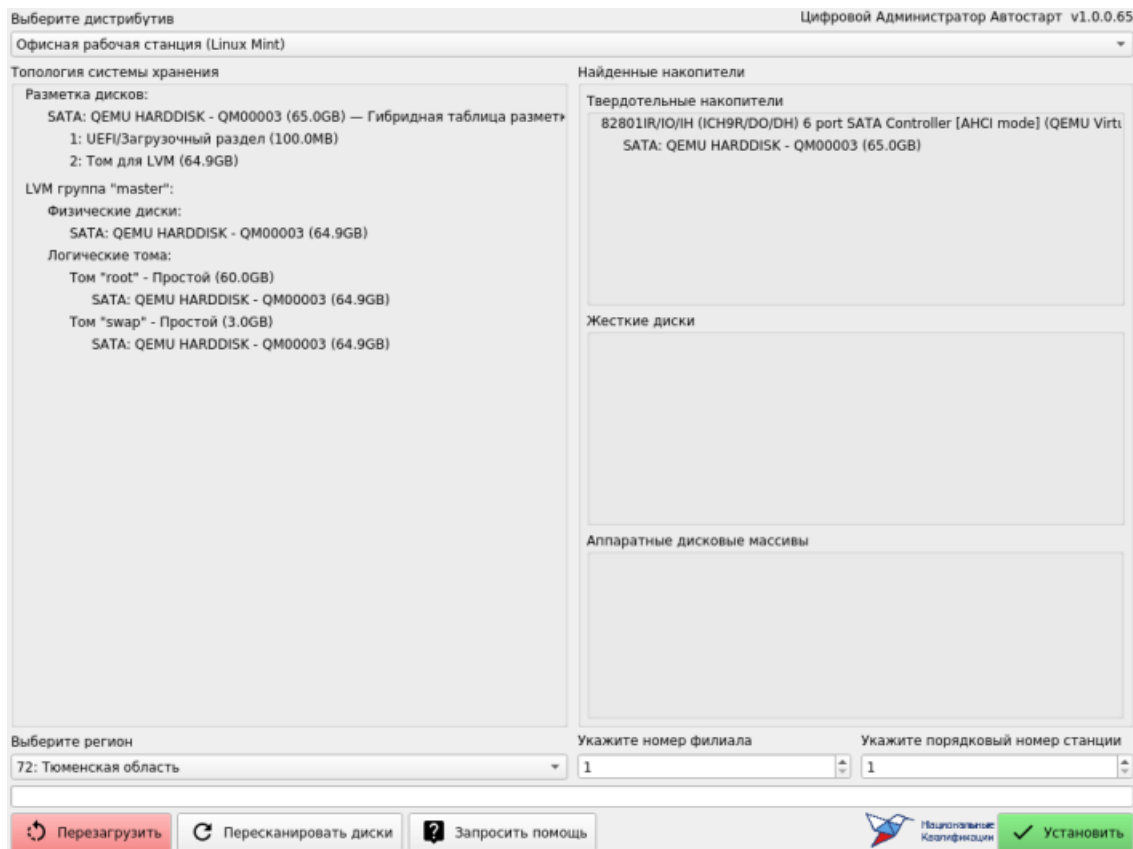 Выберите дистрибутив
Цифровой Администратор Автостарт v1.0.0.65
Офисная рабочая станция (Linux Mint)
Топология системы хранения
Разметка дисков:
SATA: QEMU HARDDISK - QM00003 (65.0GB) — Гибридная таблица размет
1: UEFI/Загрузочный раздел (100.0MB)
2: Том для LVM (64.9GB)
LVM группа "master":
Физические диски:
SATA: QEMU HARDDISK - QM00003 (64.9GB)
Логические тома:
Том "root" - Простой (60.0GB)
SATA: QEMU HARDDISK - QM00003 (64.9GB)
Том "swap" - Простой (3.0GB)
SATA: QEMU HARDDISK - QM00003 (64.9GB)
Найденные накопители
Твердотельные накопители
82801IR/IO/IH (ICH9R/DO/DH) 6 port SATA Controller [AHCI mode] (QEMU Virtu
SATA: QEMU HARDDISK - QM00003 (65.0GB)
Жесткие диски
Аппаратные дисковые массивы
Выберите регион
72: Тюменская область
Укажите номер филиала
1
Укажите порядковый номер станции
1
Перезагрузить
Пересканировать диски
Запросить помощь
Национальные
Квалификации
Установить